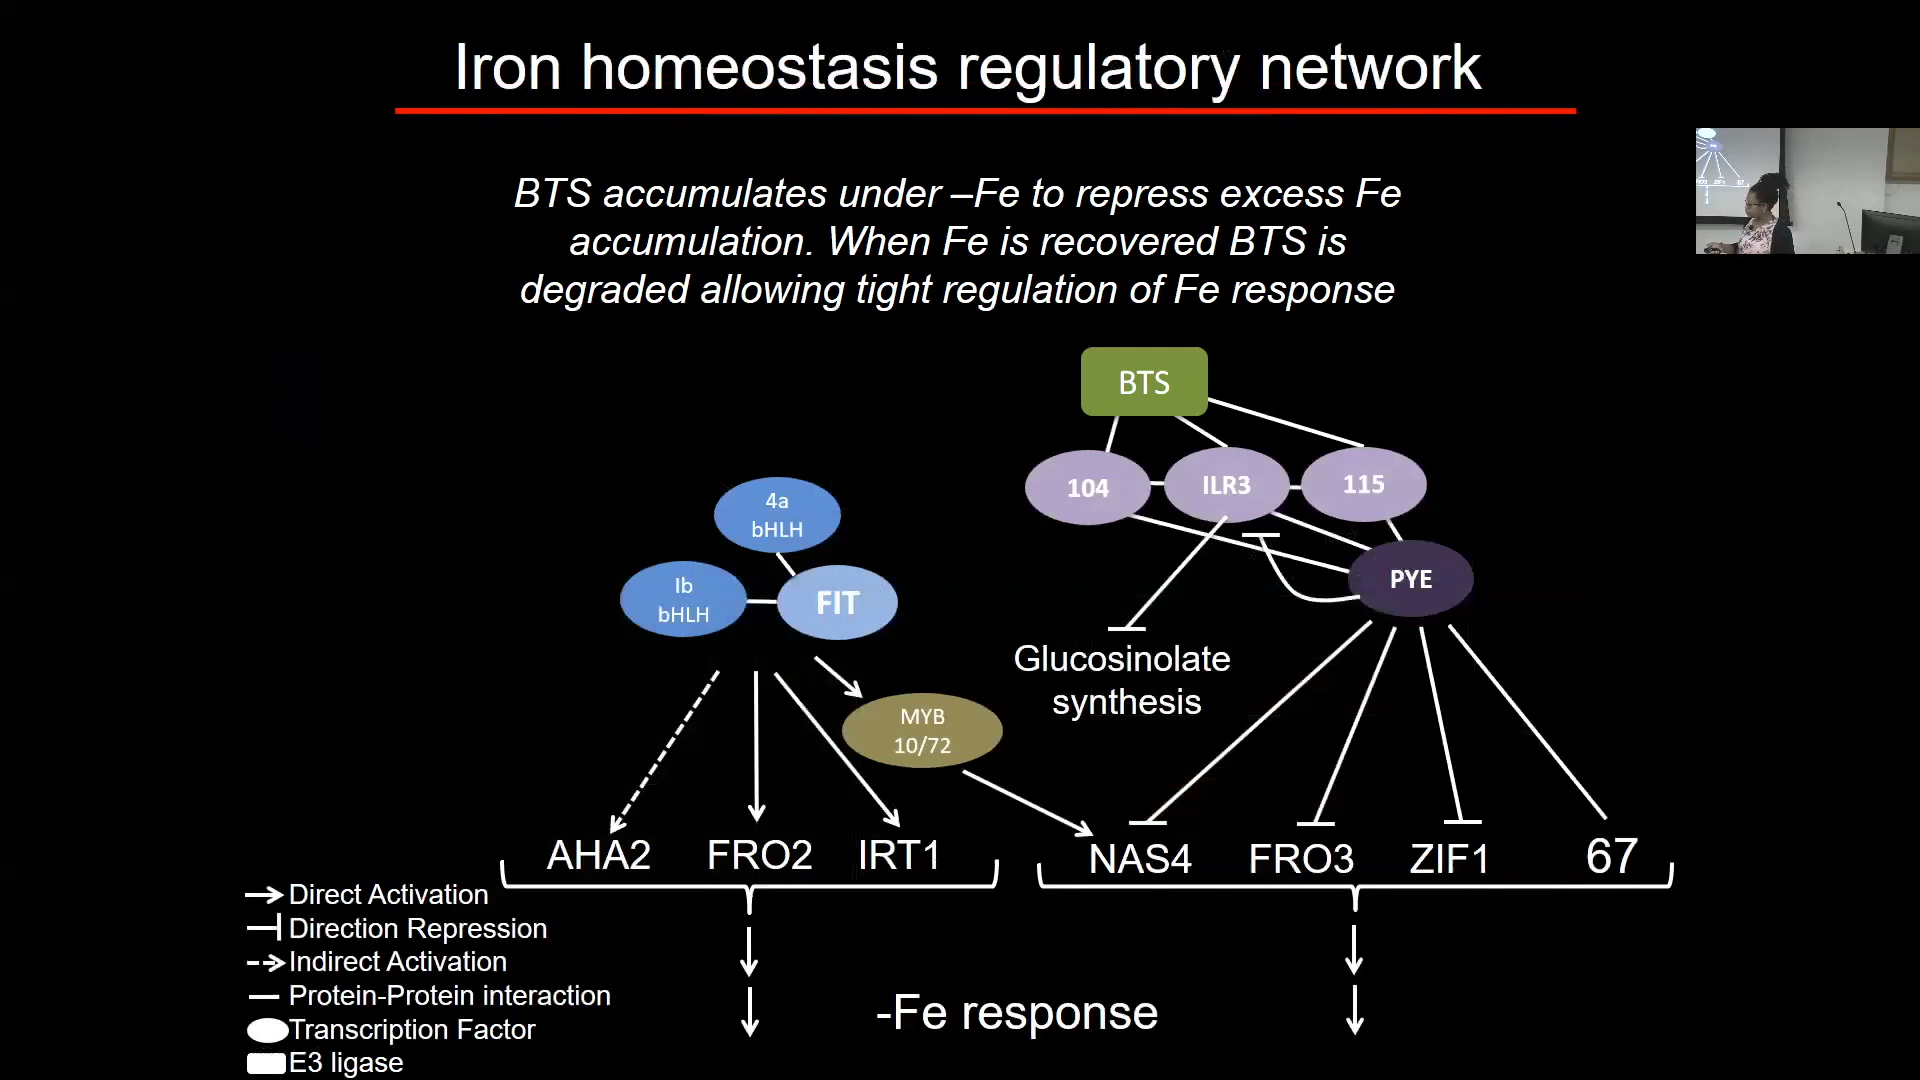 Iron homeostasis regulatory network
BTS accumulates under –Fe to repress excess Fe
accumulation. When Fe is recovered BTS is
degraded allowing tight regulation of Fe response
BTS
104
ILR3
115
4a
bHLH
Ib
bHLH
FIT
PYE
Glucosinolate
synthesis
MYB
10/72
AHA2
FRO2
IRT1
NAS4
FRO3
ZIF1
67
Direct Activation
Direction Repression
Indirect Activation
Protein-Protein interaction
Transcription Factor
E3 ligase
-Fe response